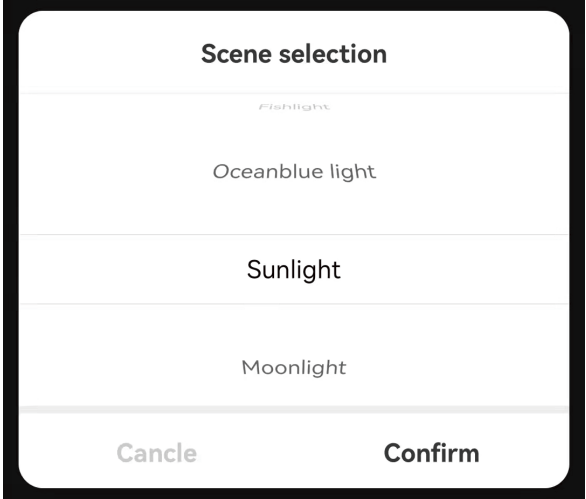 Scene selection
Fishlight
Oceanblue light
Sunlight
Moonlight
Cancle
Confirm